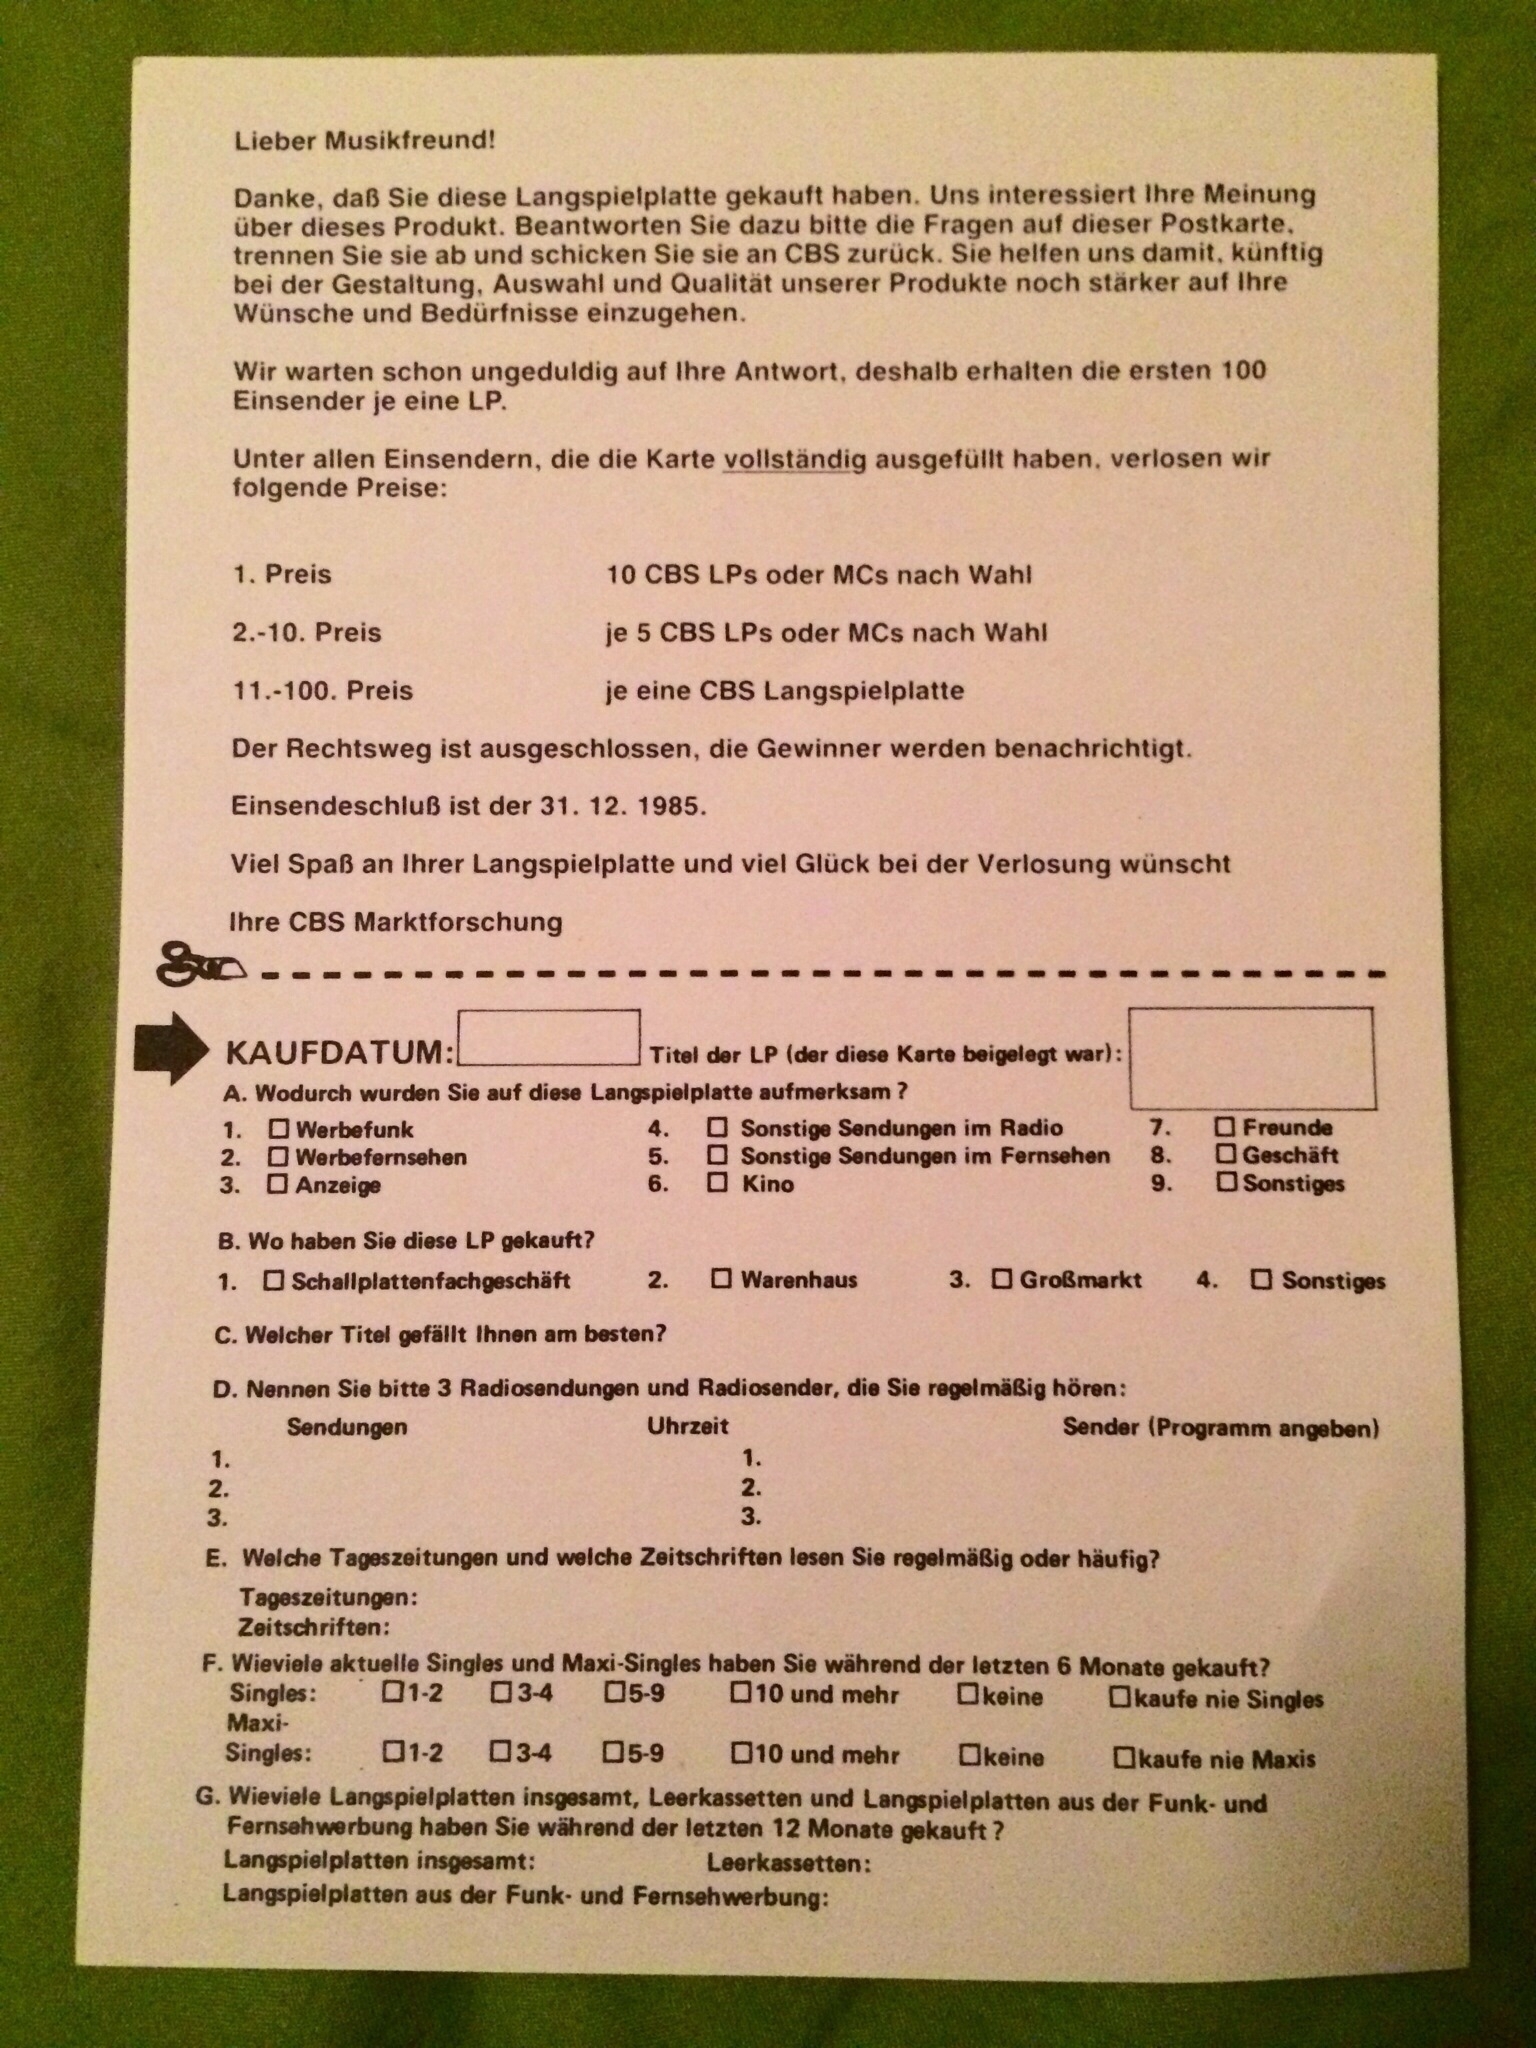 Lieber Musikfreund!
Danke, daß Sie diese Langspielplatte gekauft haben. Uns interessiert Ihre Meinung
über dieses Produkt. Beantworten Sie dazu bitte die Fragen auf dieser Postkarte,
trennen Sie sie ab und schicken Sie sie an CBS zurück. Sie helfen uns damit, künftig
bei der Gestaltung, Auswahl und Qualität unserer Produkte noch stärker auf Ihre
Wünsche und Bedürfnisse einzugehen.
Wir warten schon ungeduldig auf Ihre Antwort, deshalb erhalten die ersten 100
Einsender je eine LP.
Unter allen Einsendern, die die Karte vollständig ausgefüllt haben, verlosen wir
folgende Preise:
1. Preis 10 CBS LPs oder MCs nach Wahl
2.-10. Preis je 5 CBS LPs oder MCs nach Wahl
11.-100. Preis je eine CBS Langspielplatte
Der Rechtsweg ist ausgeschlossen, die Gewinner werden benachrichtigt.
Einsendeschluß ist der 31. 12. 1985.
Viel Spaß an Ihrer Langspielplatte und viel Glück bei der Verlosung wünscht
Ihre CBS Marktforschung
KAUFDATUM: Titel der LP (der diese Karte beigelegt war):
A. Wodurch wurden Sie auf diese Langspielplatte aufmerksam ?
1. Werbefunk 4. Sonstige Sendungen im Radio 7. Freunde
2. Werbefernsehen 5. Sonstige Sendungen im Fernsehen 8. Geschäft
3. Anzeige 6. Kino 9. Sonstiges
B. Wo haben Sie diese LP gekauft?
1. Schallplattenfachgeschäft 2. Warenhaus 3. Großmarkt 4. Sonstiges
C. Welcher Titel gefällt Ihnen am besten?
D. Nennen Sie bitte 3 Radiosendungen und Radiosender, die Sie regelmäßig hören:
Sendungen Uhrzeit Sender (Programm angeben)
1. 1.
2. 2.
3. 3.
E. Welche Tageszeitungen und welche Zeitschriften lesen Sie regelmäßig oder häufig?
Tageszeitungen:
Zeitschriften:
F. Wieviele aktuelle Singles und Maxi-Singles haben Sie während der letzten 6 Monate gekauft?
Singles: 1-2 3-4 5-9 10 und mehr keine kaufe nie Singles
Maxi-
Singles: 1-2 3-4 5-9 10 und mehr keine kaufe nie Maxis
G. Wieviele Langspielplatten insgesamt, Leerkassetten und Langspielplatten aus der Funk- und
Fernsehwerbung haben Sie während der letzten 12 Monate gekauft ?
Langspielplatten insgesamt: Leerkassetten:
Langspielplatten aus der Funk- und Fernsehwerbung: